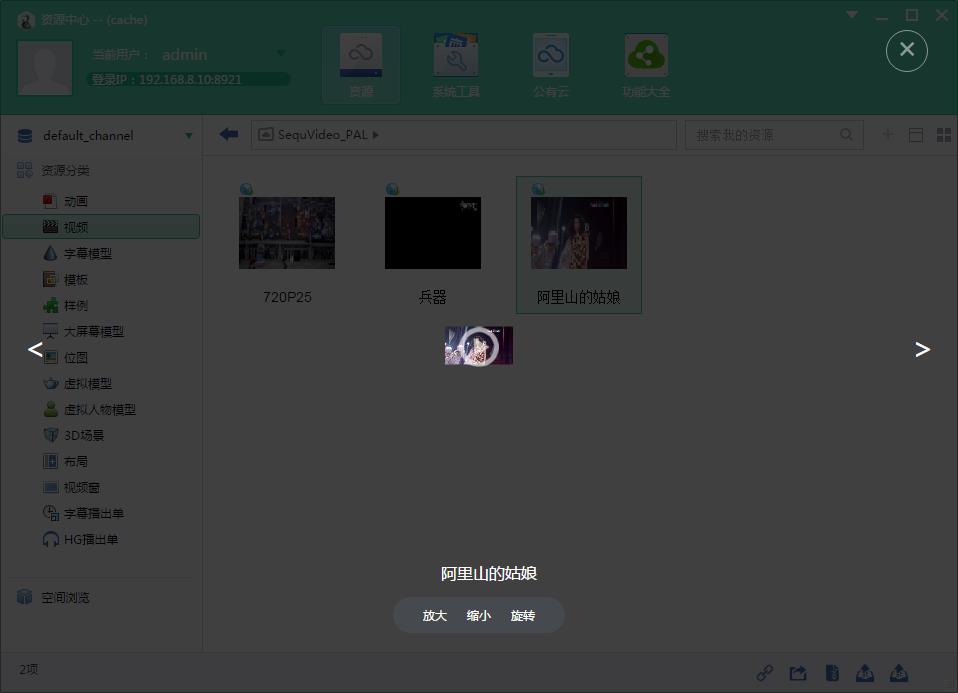 资源中心 -- (cache)
当前用户： admin
登录IP：192.168.8.10:8921
资源
系统工具
公有云
功能大全
default_channel
SequVideo_PAL
搜索我的资源
资源分类
动画
视频
字幕模型
模板
样例
大屏幕模型
位图
虚拟模型
虚拟人物模型
3D场景
布局
视频窗
字幕播出单
HG播出单
空间浏览
720P25
兵器
阿里山的姑娘
<
>
阿里山的姑娘
放大 缩小 旋转
2项